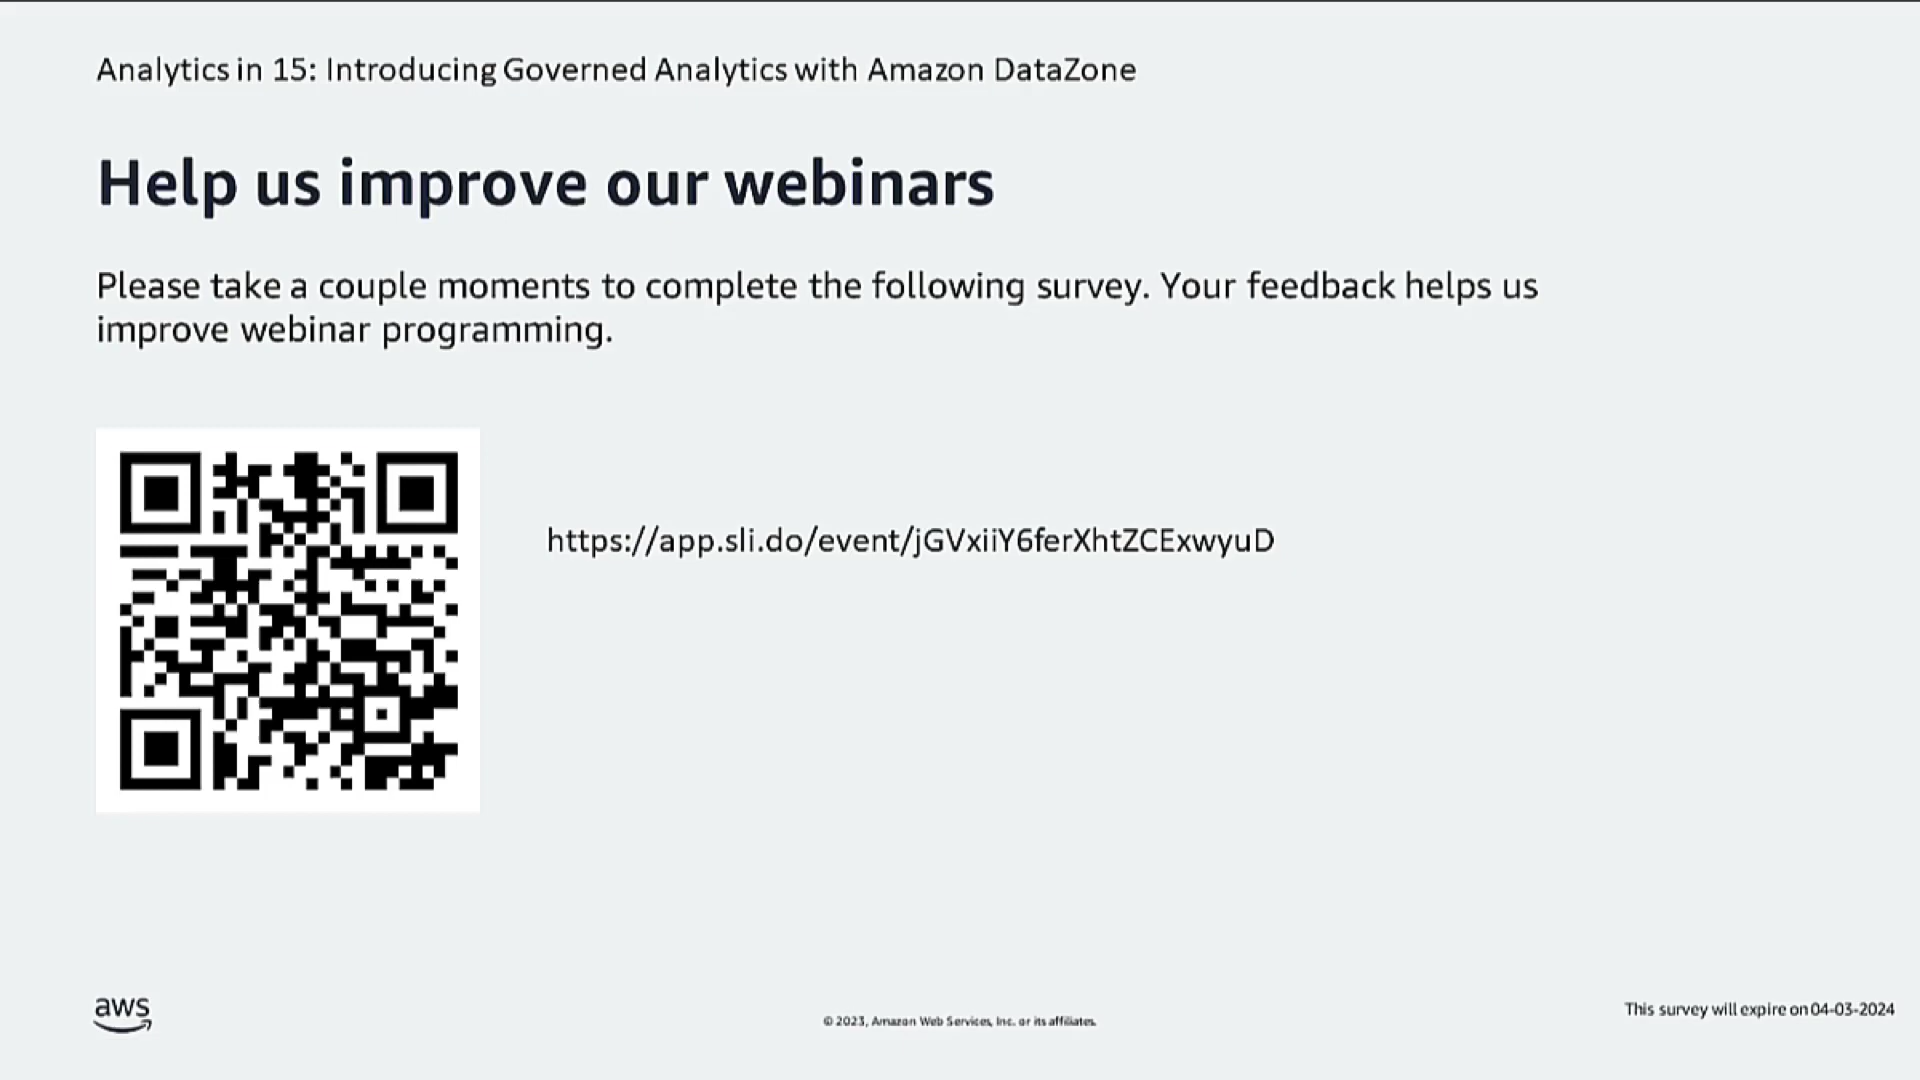 Analytics in 15: Introducing Governed Analytics with Amazon DataZone
Help us improve our webinars
Please take a couple moments to complete the following survey. Your feedback helps us
improve webinar programming.
https://app.sli.do/event/jGVxiiY6ferXhtZCExwyuD
aws
© 2023, Amazon Web Services, Inc. or its affiliates.
This survey will expire on 04-03-2024